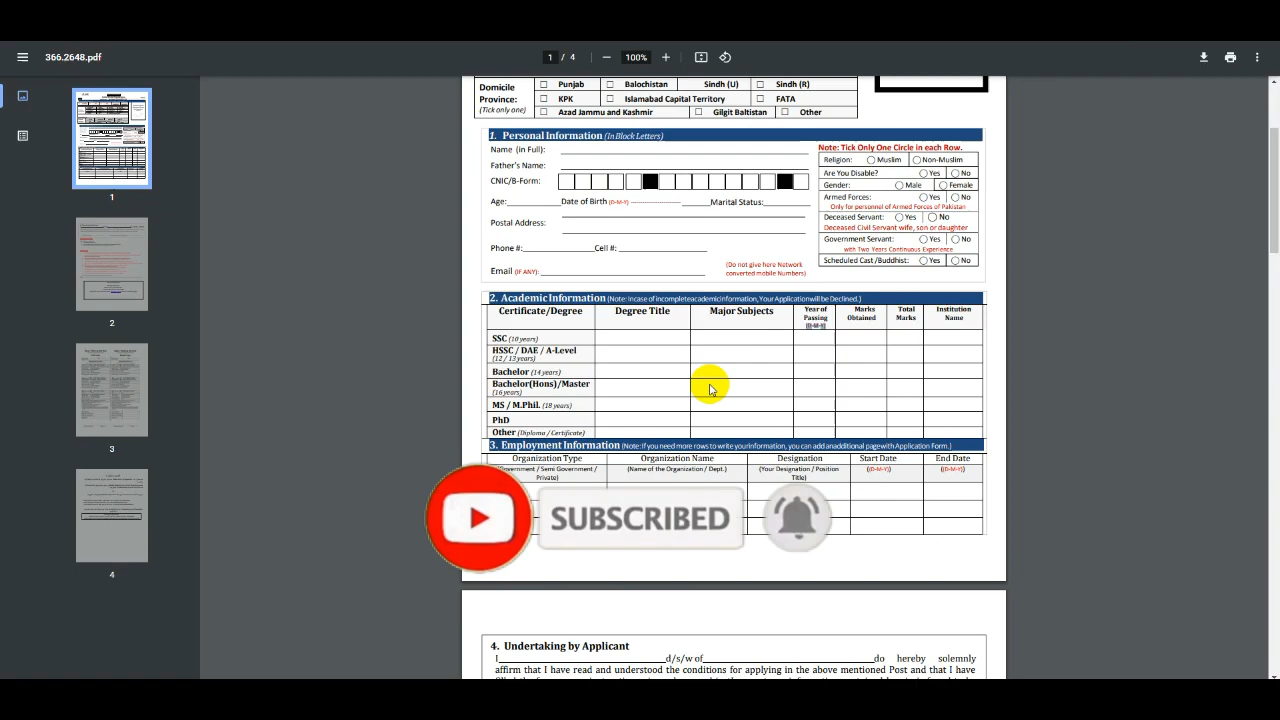 366.2648.pdf
1 / 4
100%
Domicile Province: (Tick only one)
Punjab Balochistan Sindh (U) Sindh (R)
KPK Islamabad Capital Territory FATA
Azad Jammu and Kashmir Gilgit Baltistan Other
1. Personal Information (In Block Letters)
Name (in Full):
Father's Name:
CNIC/B-Form:
Age: Date of Birth (D-M-Y) Marital Status:
Postal Address:
Phone #: Cell #:
Email (IF ANY):
(Do not give here Network
converted mobile Numbers)
Note: Tick Only One Circle in each Row.
Religion: Muslim Non-Muslim
Are You Disable? Yes No
Gender: Male Female
Armed Forces: Yes No
Only for personnel of Armed Forces of Pakistan
Deceased Servant: Yes No
Deceased Civil Servant wife, son or daughter
Government Servant: Yes No
with Two Years Continuous Experience
Scheduled Cast /Buddhist: Yes No
2. Academic Information (Note: In case of incomplete academic information, Your Application will be Declined.)
Certificate/Degree Degree Title Major Subjects Year of Passing (D-M-Y) Marks Obtained Total Marks Institution Name
SSC (10 years)
HSSC / DAE / A-Level
(12 / 13 years)
Bachelor (14 years)
Bachelor(Hons)/Master
(16 years)
MS / M.Phil. (18 years)
PhD
Other (Diploma / Certificate)
3. Employment Information (Note: If you need more rows to write your information, you can add an additional page with Application Form.)
Organization Type Organization Name Designation Start Date End Date
(Government / Semi Government / Private) (Name of the Organization / Dept.) (Your Designation / Position Title) (D-M-Y) (D-M-Y)
SUBSCRIBED
4. Undertaking by Applicant
I d/s/w of do hereby solemnly
affirm that I have read and understood the conditions for applying in the above mentioned Post and that I have
1
2
3
4